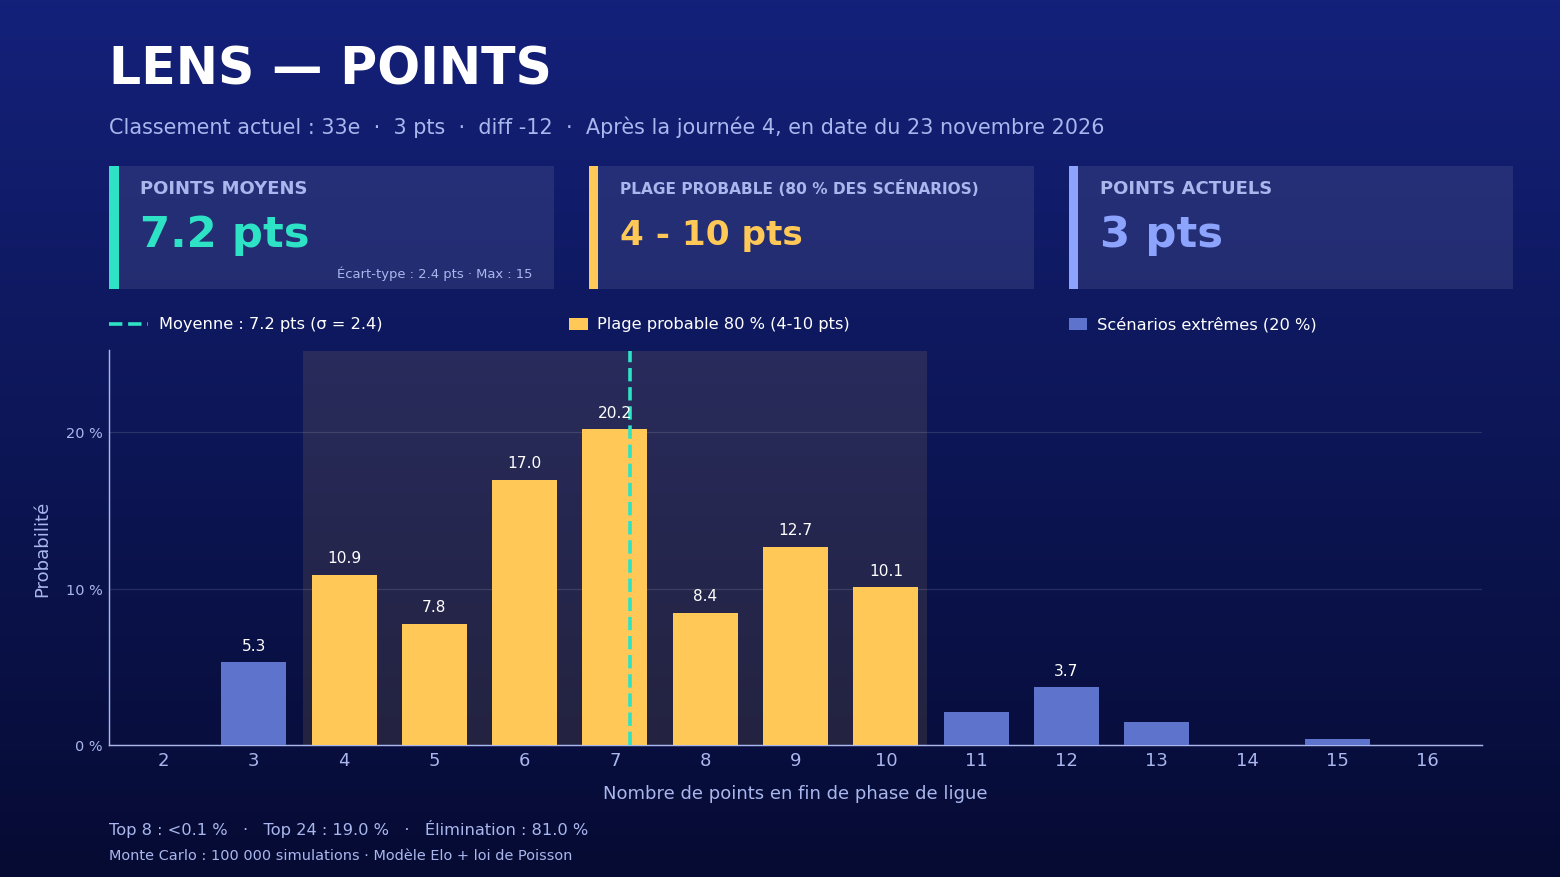 LENS — POINTS
Classement actuel : 33e · 3 pts · diff -12 · Après la journée 4, en date du 23 novembre 2026
POINTS MOYENS
7.2 pts
Écart-type : 2.4 pts · Max : 15
PLAGE PROBABLE (80 % DES SCÉNARIOS)
4 - 10 pts
POINTS ACTUELS
3 pts
Moyenne : 7.2 pts (σ = 2.4)
Plage probable 80 % (4-10 pts)
Scénarios extrêmes (20 %)
Probabilité
20 %
10 %
0 %
5.3
10.9
7.8
17.0
20.2
8.4
12.7
10.1
3.7
2 3 4 5 6 7 8 9 10 11 12 13 14 15 16
Nombre de points en fin de phase de ligue
Top 8 : <0.1 % · Top 24 : 19.0 % · Élimination : 81.0 %
Monte Carlo : 100 000 simulations · Modèle Elo + loi de Poisson